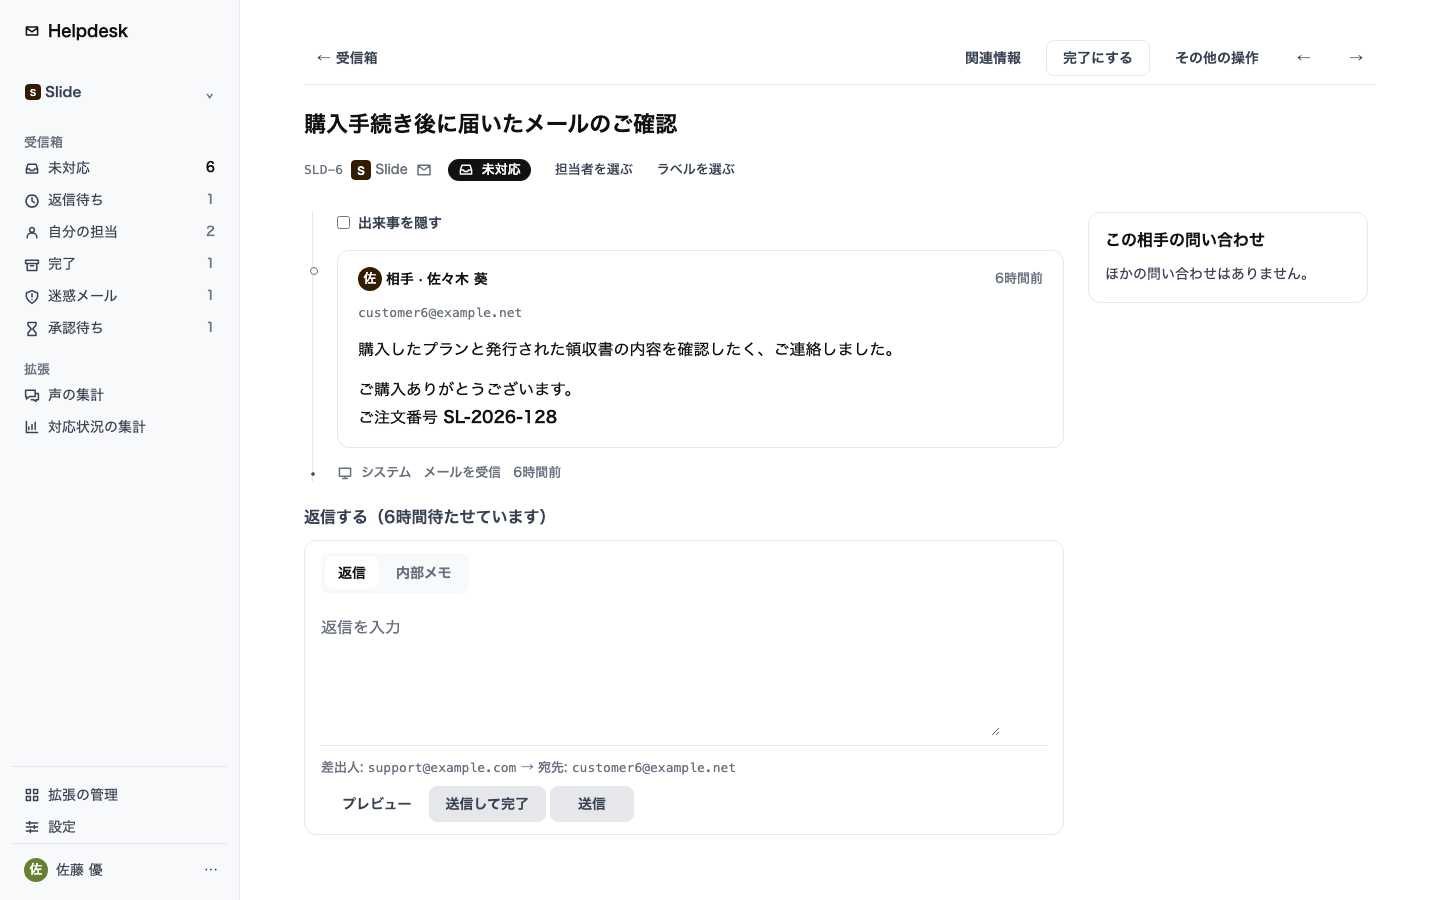 Helpdesk
S Slide
受信箱
未対応 6
返信待ち 1
自分の担当 2
完了 1
迷惑メール 1
承認待ち 1
拡張
声の集計
対応状況の集計
拡張の管理
設定
佐 佐藤 優 …
← 受信箱
関連情報 完了にする その他の操作 ← →
購入手続き後に届いたメールのご確認
SLD-6 S Slide 未対応 担当者を選ぶ ラベルを選ぶ
出来事を隠す
佐 相手 · 佐々木 葵 6時間前
customer6@example.net
購入したプランと発行された領収書の内容を確認したく、ご連絡しました。
ご購入ありがとうございます。
ご注文番号 SL-2026-128
システム メールを受信 6時間前
この相手の問い合わせ
ほかの問い合わせはありません。
返信する（6時間待たせています）
返信 内部メモ
返信を入力
差出人: support@example.com → 宛先: customer6@example.net
プレビュー 送信して完了 送信